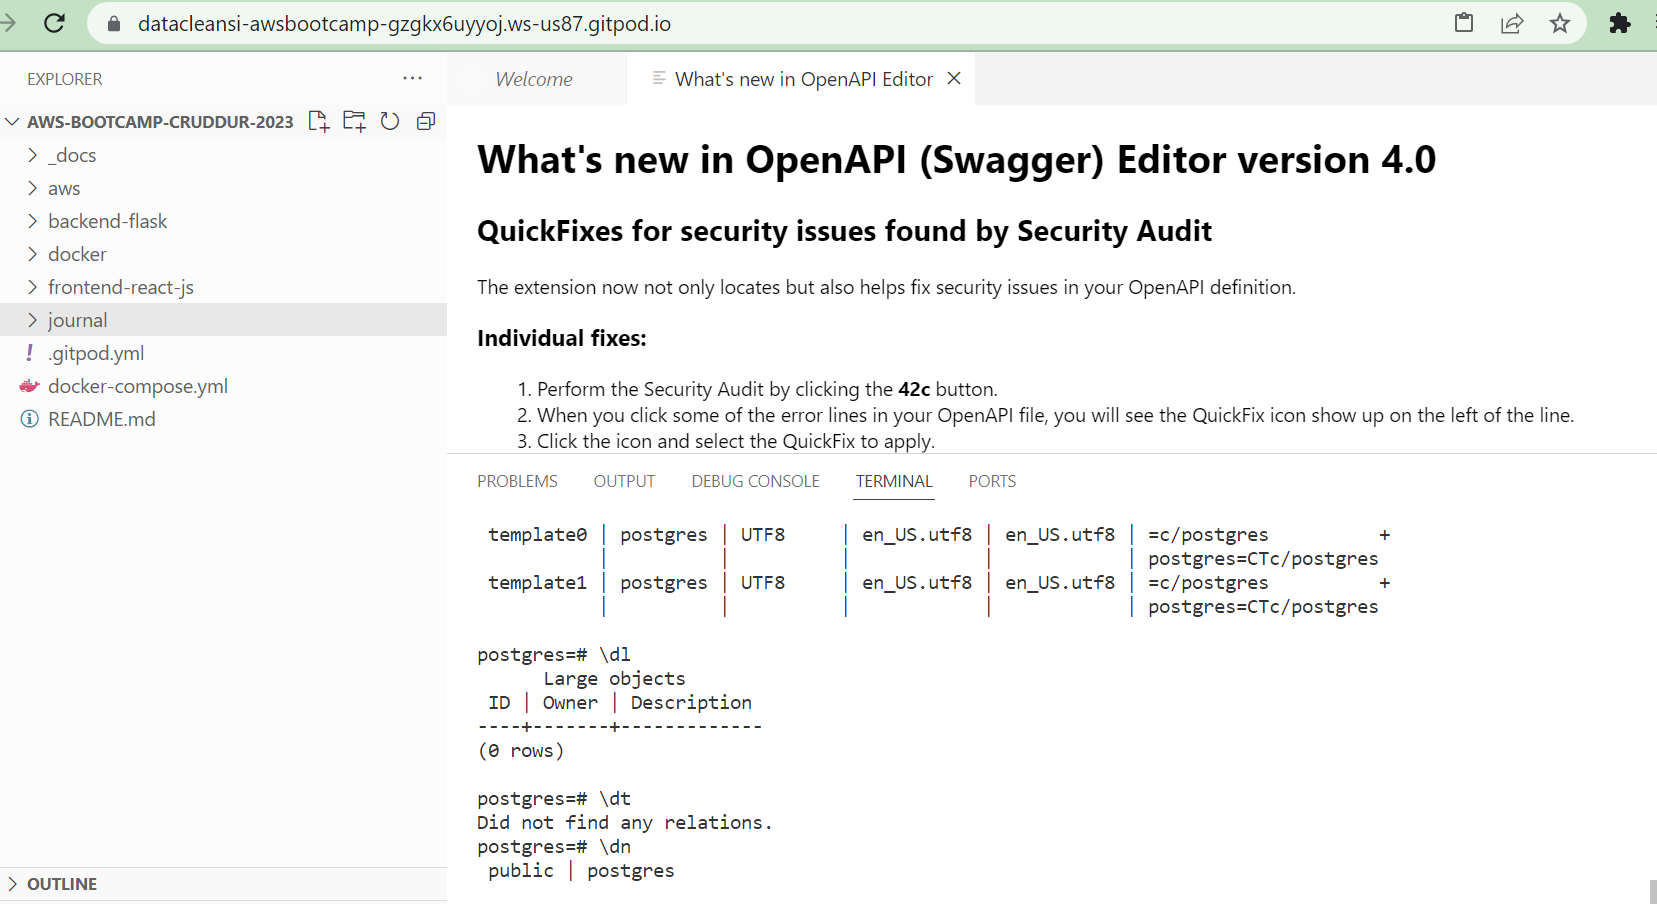 datacleansi-awsbootcamp-gzgkx6uyyoj.ws-us87.gitpod.io
EXPLORER
AWS-BOOTCAMP-CRUDDUR-2023
_docs
aws
backend-flask
docker
frontend-react-js
journal
.gitpod.yml
docker-compose.yml
README.md
OUTLINE
Welcome
What's new in OpenAPI Editor
What's new in OpenAPI (Swagger) Editor version 4.0
QuickFixes for security issues found by Security Audit
The extension now not only locates but also helps fix security issues in your OpenAPI definition.
Individual fixes:
1. Perform the Security Audit by clicking the 42c button.
2. When you click some of the error lines in your OpenAPI file, you will see the QuickFix icon show up on the left of the line.
3. Click the icon and select the QuickFix to apply.
PROBLEMS OUTPUT DEBUG CONSOLE TERMINAL PORTS
template0 | postgres | UTF8 | en_US.utf8 | en_US.utf8 | =c/postgres +
| | | | | postgres=CTc/postgres
template1 | postgres | UTF8 | en_US.utf8 | en_US.utf8 | =c/postgres +
| | | | | postgres=CTc/postgres
postgres=# \dl
Large objects
ID | Owner | Description
----+-------+-------------
(0 rows)
postgres=# \dt
Did not find any relations.
postgres=# \dn
public | postgres